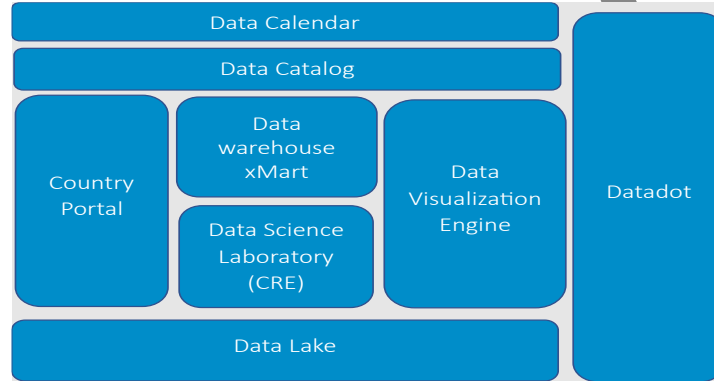 Data Calendar
Data Catalog
Country
Portal
Data
warehouse
xMart
Data Science
Laboratory
(CRE)
Data
Visualization
Engine
Datadot
Data Lake